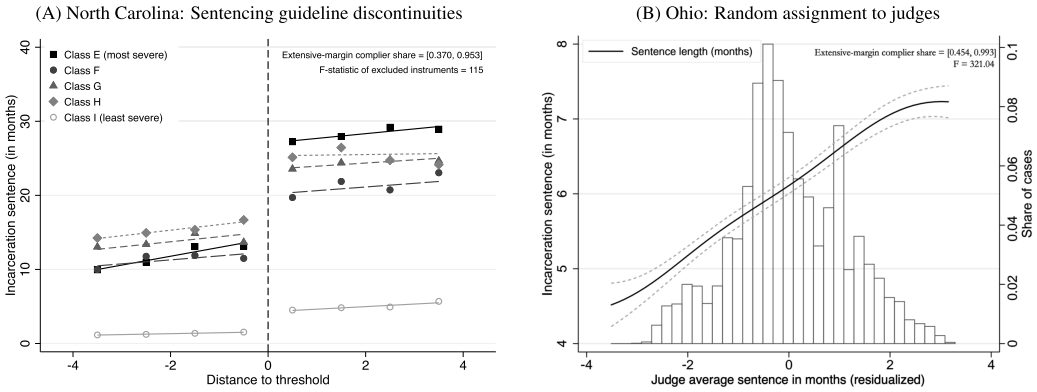 (A) North Carolina: Sentencing guideline discontinuities
Incarceration sentence (in months)
40
30
20
10
0
Class E (most severe)
Class F
Class G
Class H
Class I (least severe)
Extensive-margin complier share = [0.370, 0.953]
F-statistic of excluded instruments = 115
-4 -2 0 2 4
Distance to threshold
(B) Ohio: Random assignment to judges
Incarceration sentence (in months)
8
7
6
5
4
Sentence length (months)
Extensive-margin complier share = [0.454, 0.993]
F = 321.04
0.1
0.08
0.06
0.04
0.02
0
Share of cases
-4 -2 0 2 4
Judge average sentence in months (residualized)